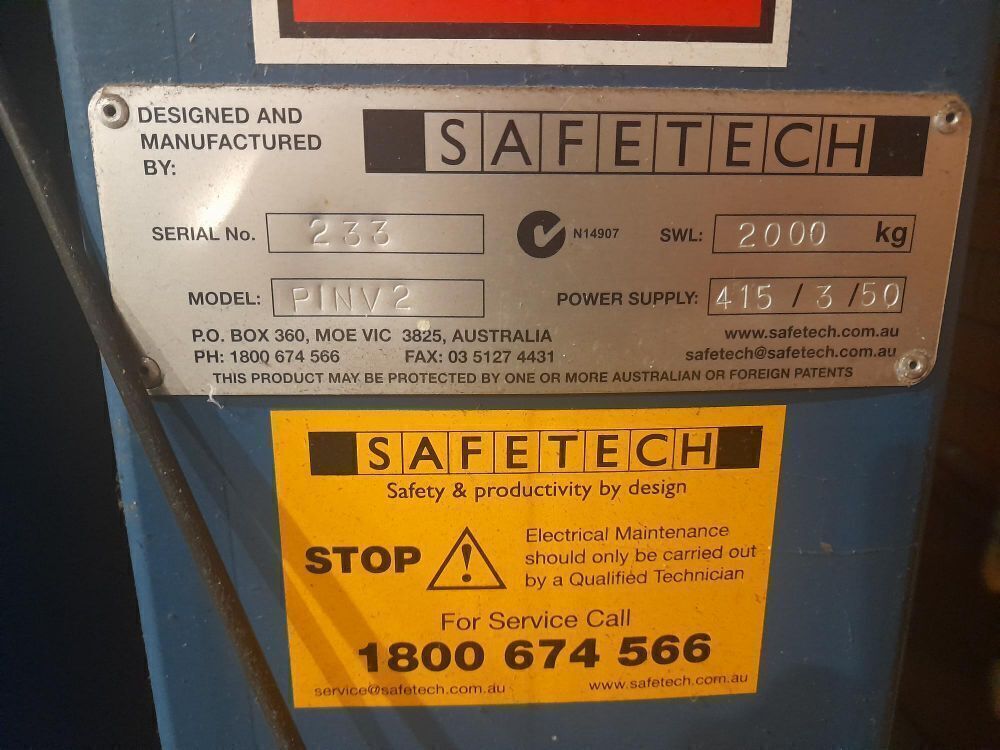 DESIGNED AND
MANUFACTURED
BY:
SAFETECH
SERIAL No. 233
N14907
SWL: 2000 kg
MODEL: PINV2
POWER SUPPLY: 415 / 3 / 50
P.O. BOX 360, MOE VIC 3825, AUSTRALIA
www.safetech.com.au
PH: 1800 674 566 FAX: 03 5127 4431
safetech@safetech.com.au
THIS PRODUCT MAY BE PROTECTED BY ONE OR MORE AUSTRALIAN OR FOREIGN PATENTS
SAFETECH
Safety & productivity by design
STOP
Electrical Maintenance
should only be carried out
by a Qualified Technician
For Service Call
1800 674 566
service@safetech.com.au
www.safetech.com.au